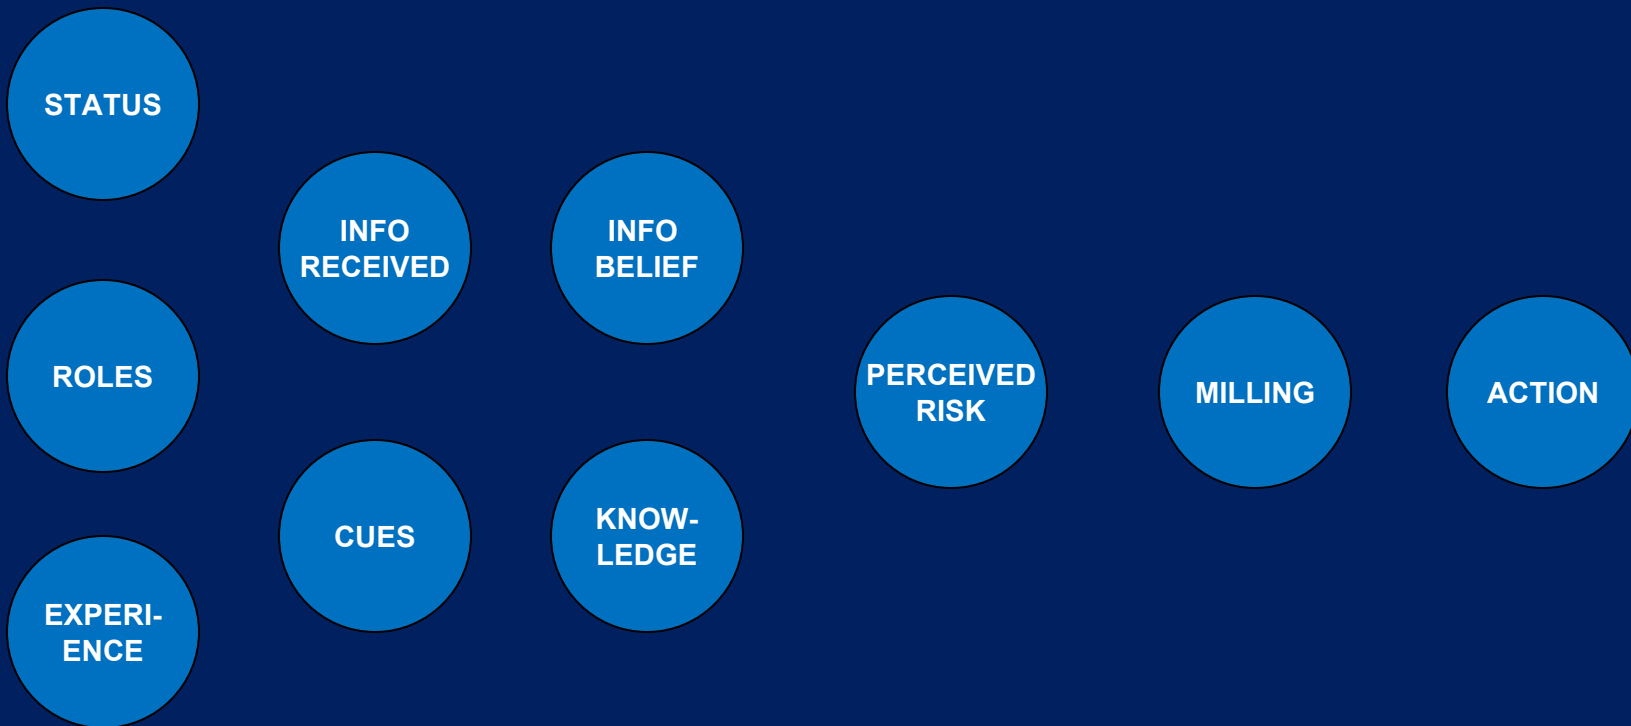 STATUS
ROLES
EXPERI-
ENCE
INFO
RECEIVED
CUES
INFO
BELIEF
KNOW-
LEDGE
PERCEIVED
RISK
MILLING
ACTION